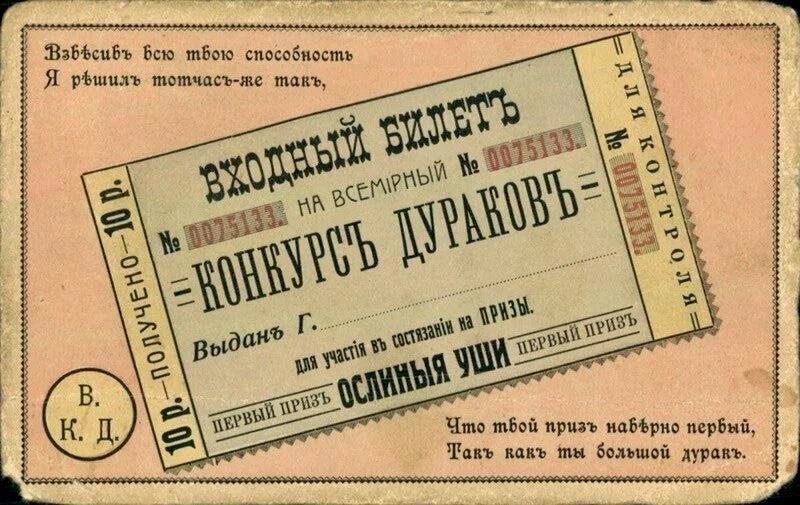 Взвѣсивъ всю твою способность
Я рѣшилъ тотчасъ-же такъ,
ВХОДНЫЙ БИЛЕТЪ
№ 0075133. НА ВСЕМІРНЫЙ № 0075133.
=КОНКУРСЪ ДУРАКОВЪ=
Выданъ Г.
для участія въ состязаніи на ПРИЗЫ.
ПЕРВЫЙ ПРИЗЪ ОСЛИНЫЯ УШИ ПЕРВЫЙ ПРИЗЪ
10 р.—ПОЛУЧЕНО—10 р.
= ДЛЯ КОНТРОЛЯ =
№ 0075133.
В.
К. Д.
Что твой призъ навѣрно первый,
Такъ какъ ты большой дуракъ.